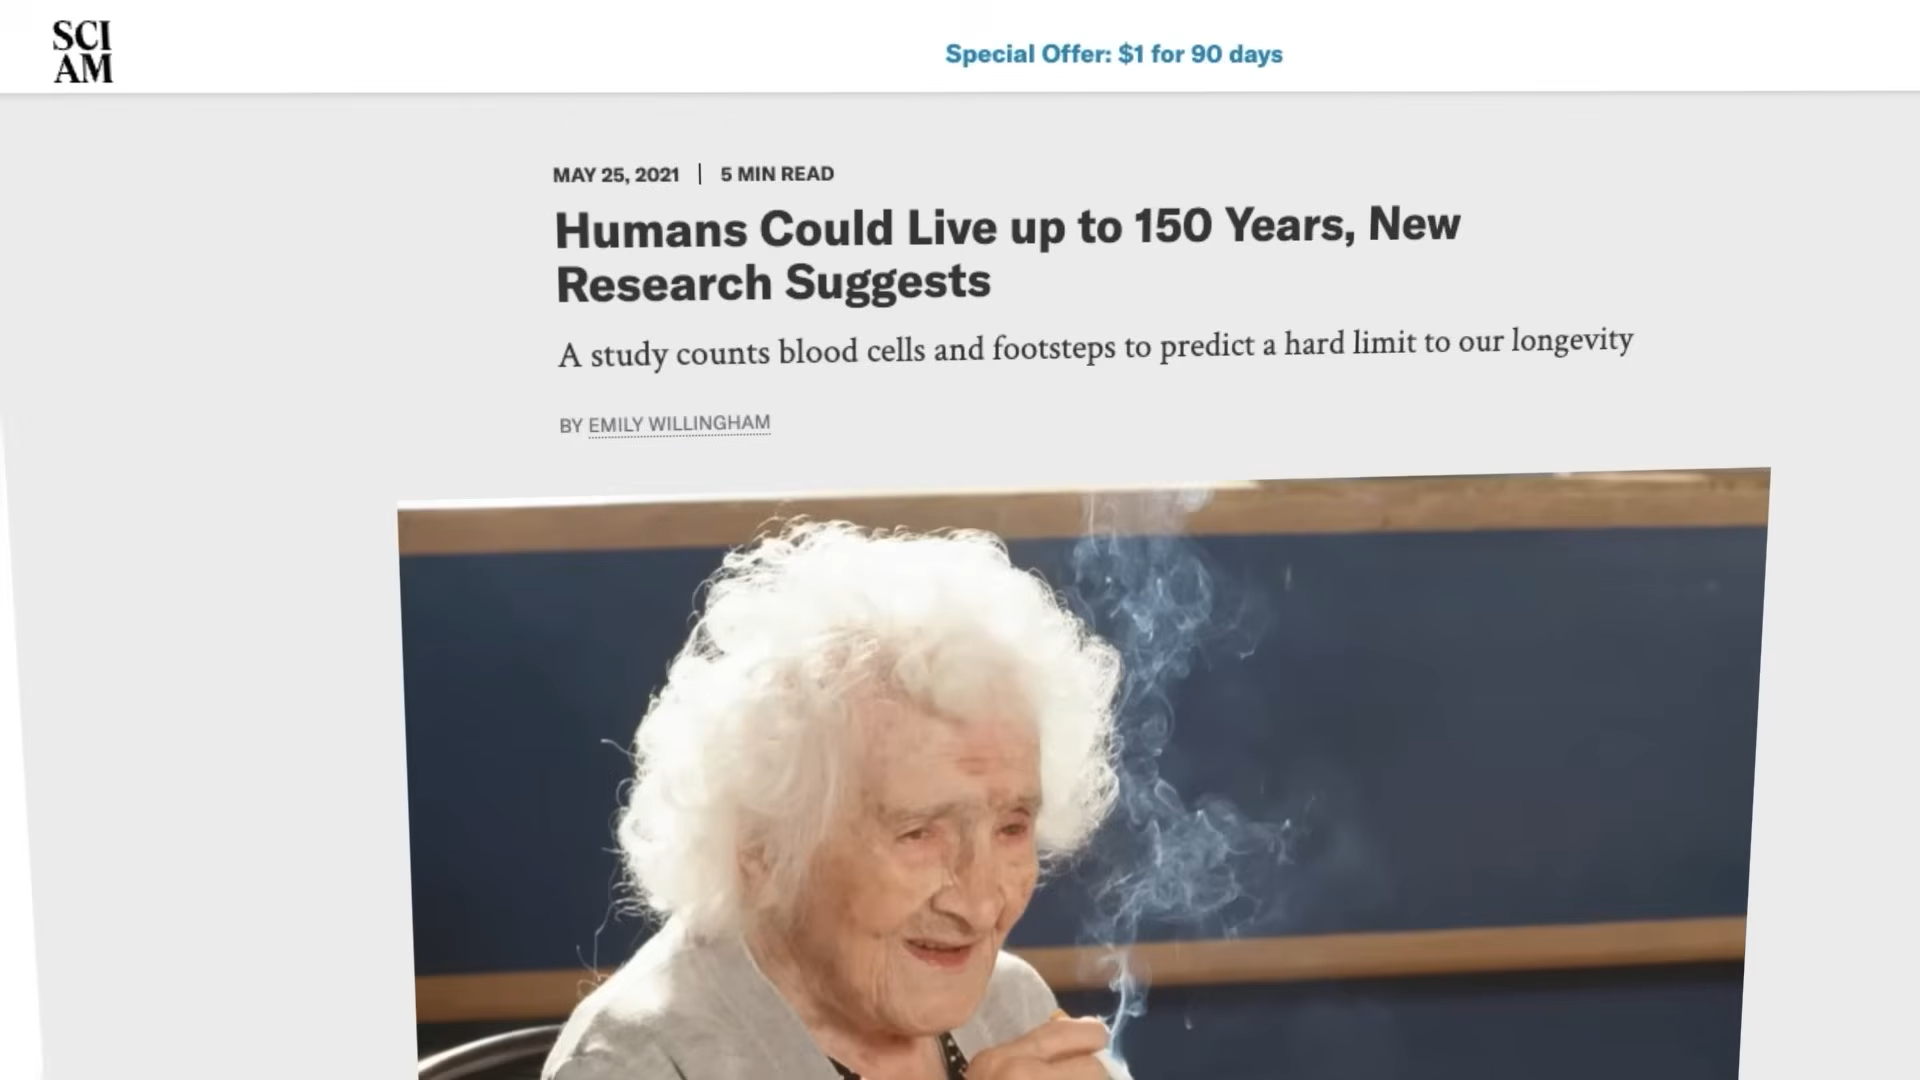 SCI
AM
Special Offer: $1 for 90 days
MAY 25, 2021 | 5 MIN READ
Humans Could Live up to 150 Years, New
Research Suggests
A study counts blood cells and footsteps to predict a hard limit to our longevity
BY EMILY WILLINGHAM